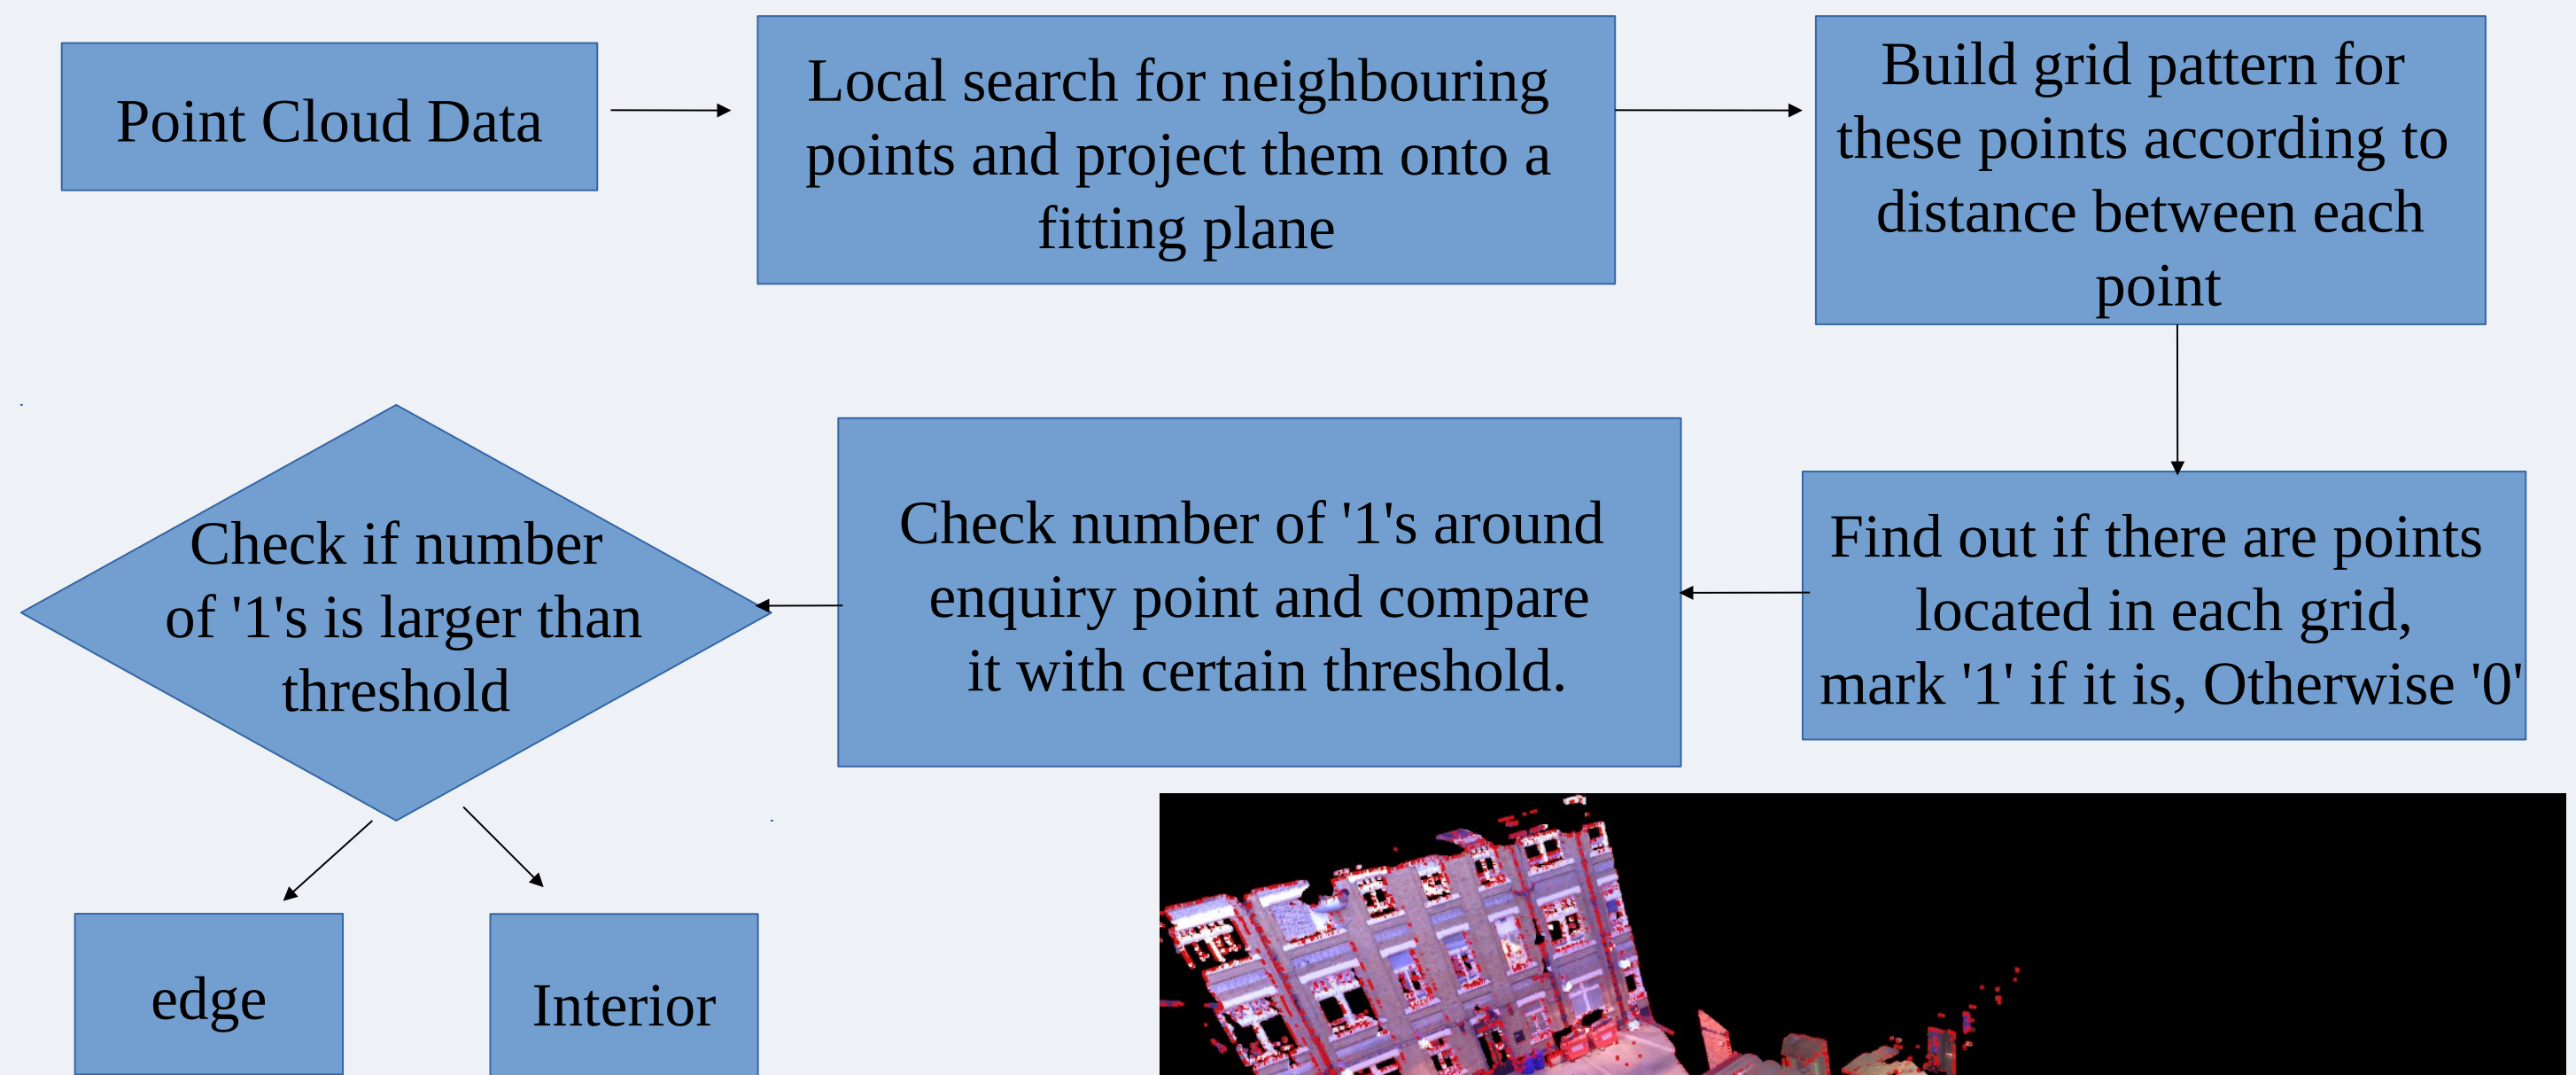 Point Cloud Data
Local search for neighbouring
points and project them onto a
fitting plane
Build grid pattern for
these points according to
distance between each
point
Find out if there are points
located in each grid,
mark '1' if it is, Otherwise '0'
Check number of '1's around
enquiry point and compare
it with certain threshold.
Check if number
of '1's is larger than
threshold
edge
Interior